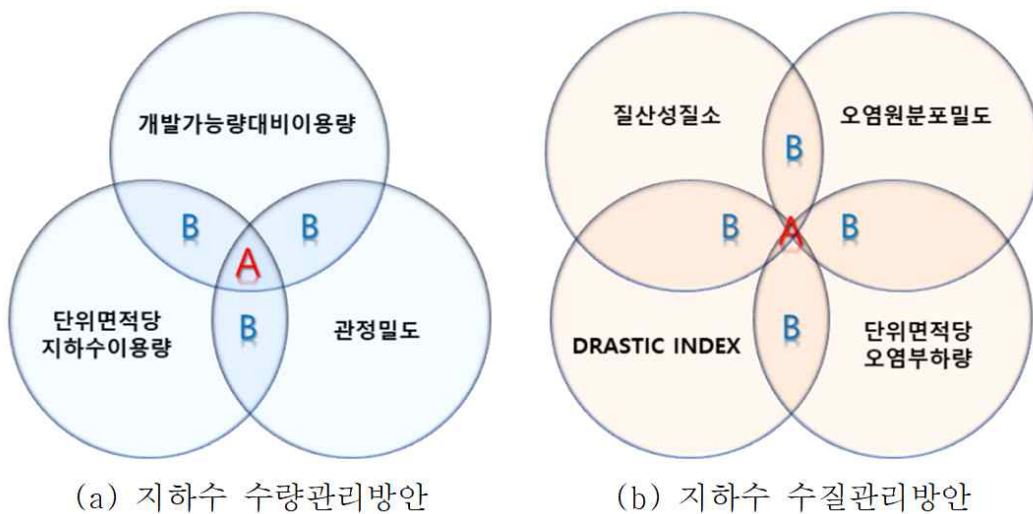 개발가능량대비이용량
B
B
A
단위면적당
지하수이용량
B
관정밀도
(a) 지하수 수량관리방안
질산성질소
오염원분포밀도
B
B
A
B
DRASTIC INDEX
B
단위면적당
오염부하량
(b) 지하수 수질관리방안